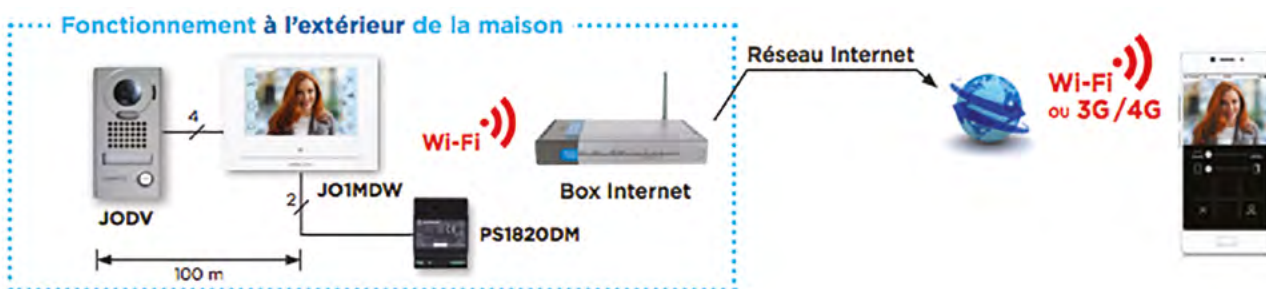 Fonctionnement à l'extérieur de la maison
Réseau Internet
Wi-Fi
ou 3G/4G
4
Wi-Fi
JO1MDW
Box Internet
2
JODV
PS1820DM
100 m